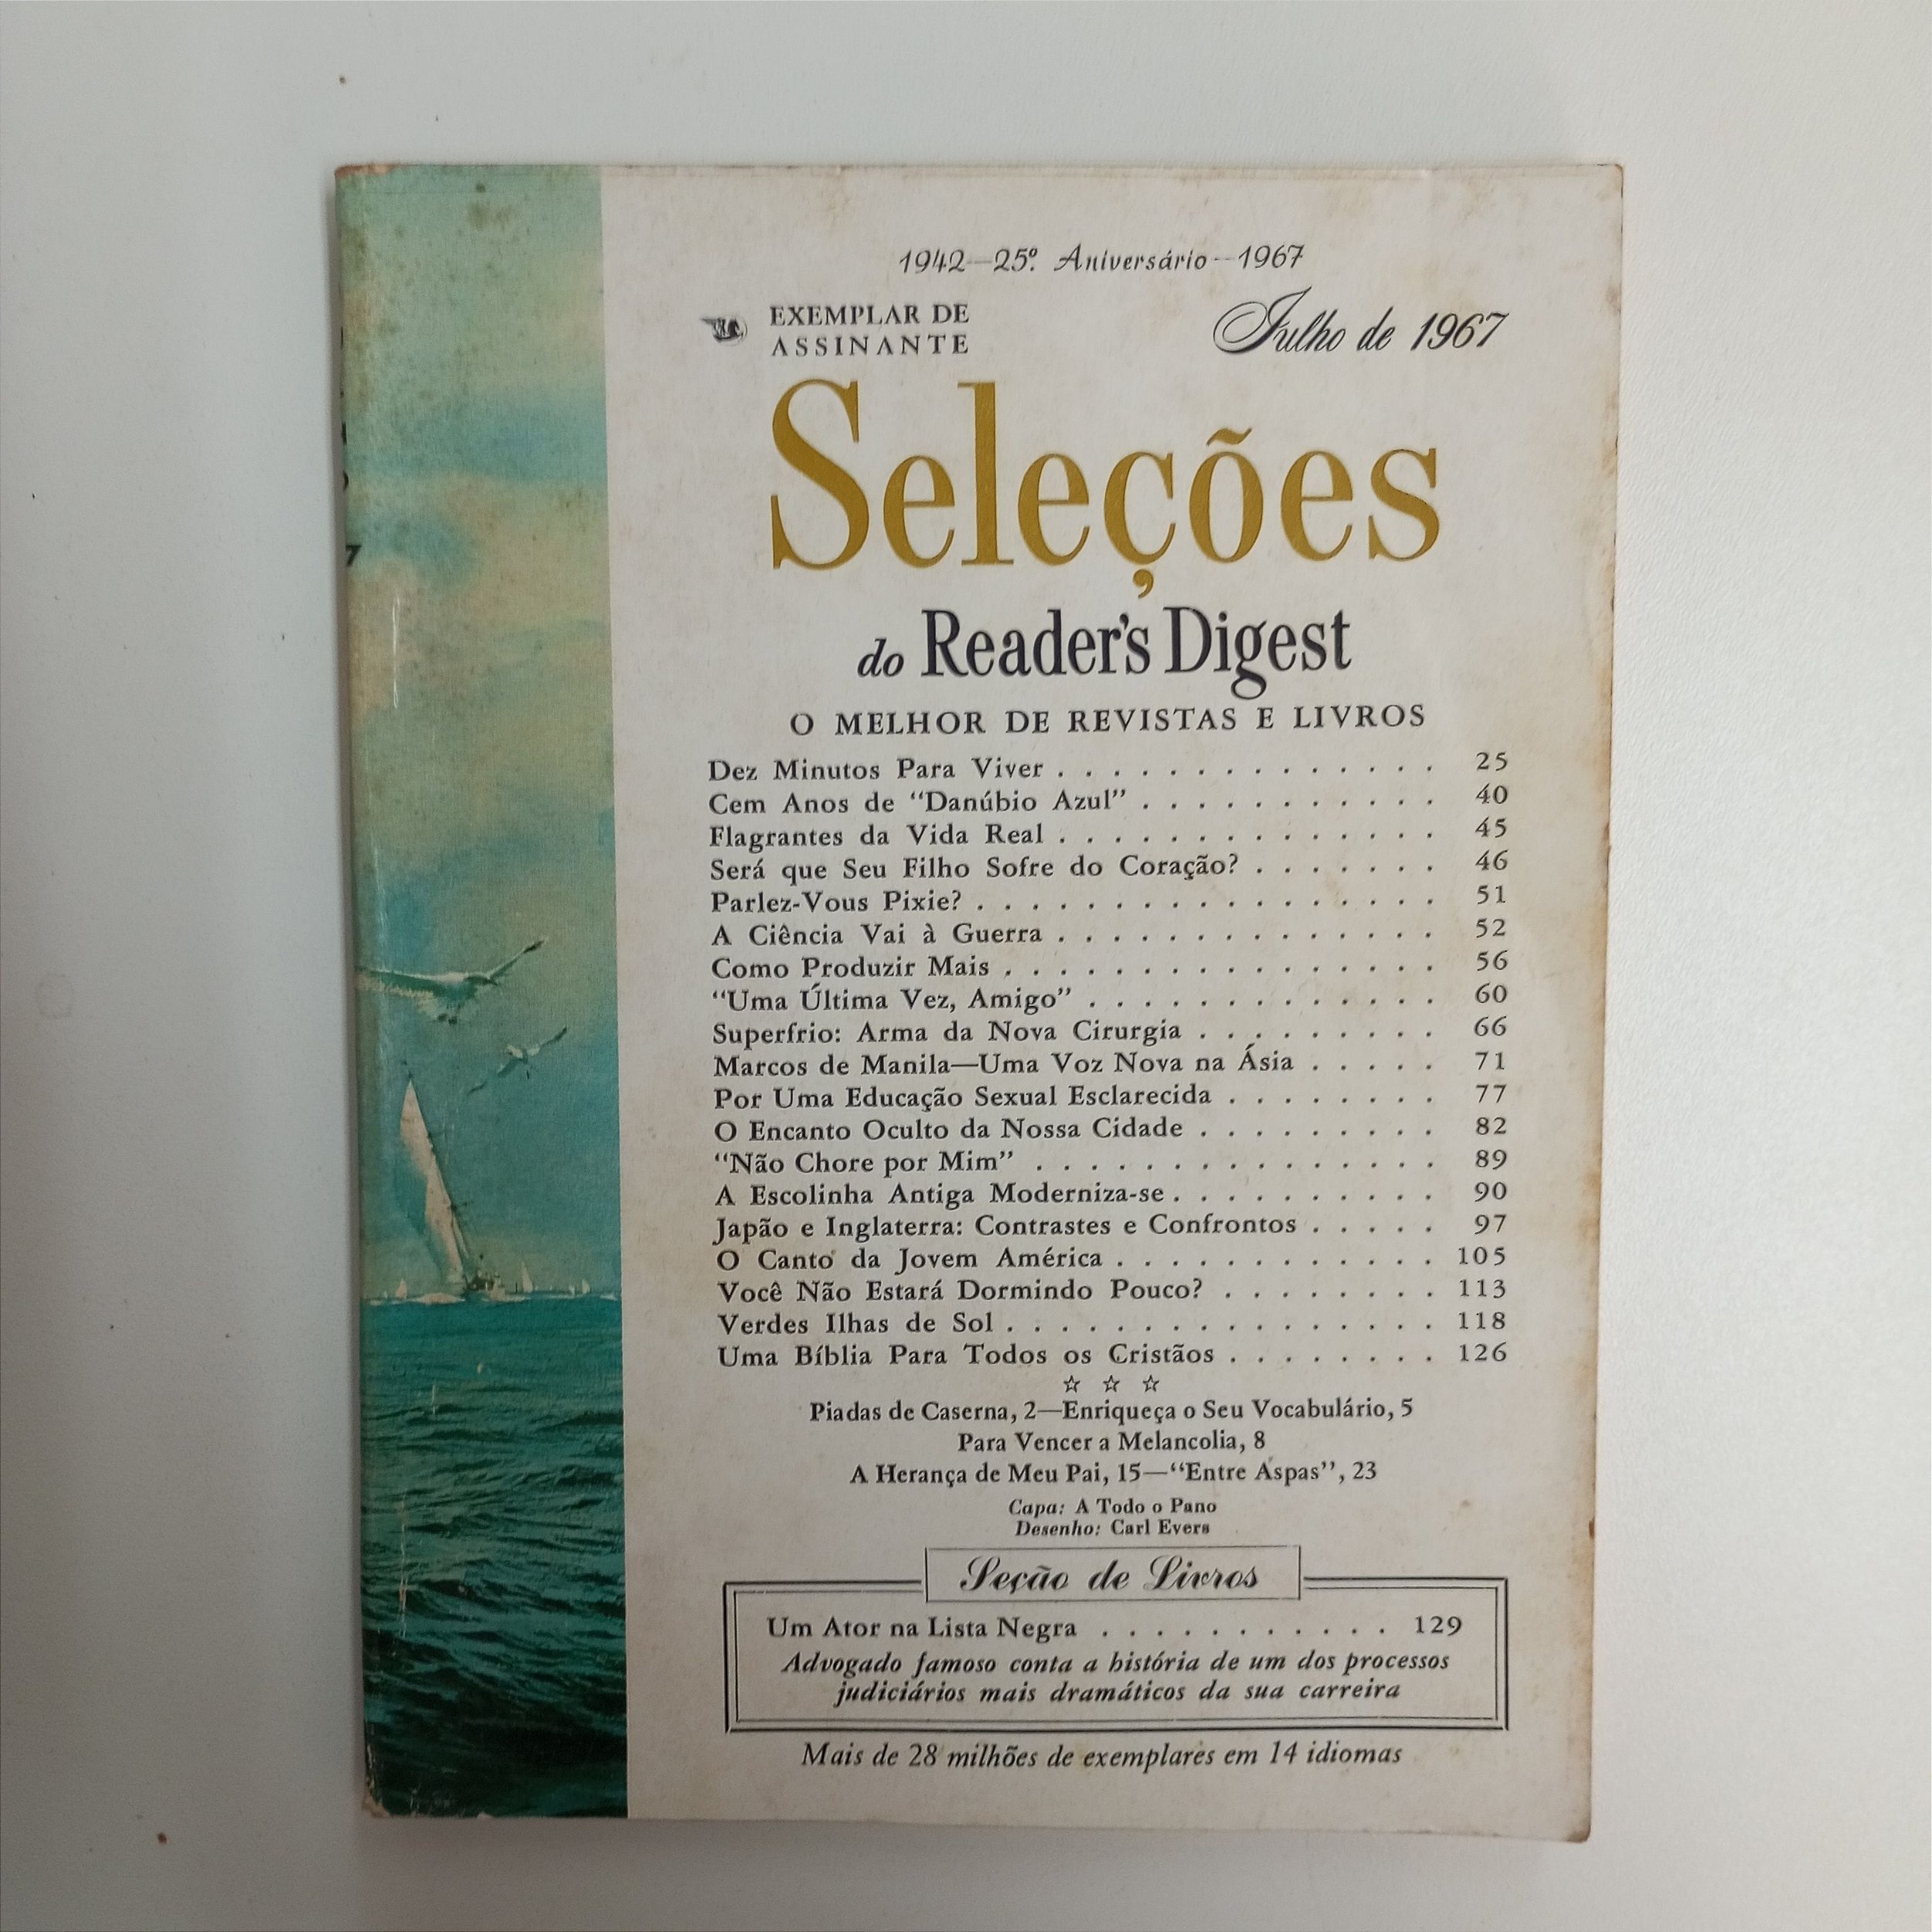 1942—25º. Aniversário—1967
EXEMPLAR DE
ASSINANTE
Julho de 1967
Seleções
do Reader's Digest
O MELHOR DE REVISTAS E LIVROS
Dez Minutos Para Viver . . . . . . . . . . . . . . 25
Cem Anos de “Danúbio Azul” . . . . . . . . . . . 40
Flagrantes da Vida Real . . . . . . . . . . . . . . 45
Será que Seu Filho Sofre do Coração? . . . . . . . 46
Parlez-Vous Pixie? . . . . . . . . . . . . . . . . . 51
A Ciência Vai à Guerra . . . . . . . . . . . . . . 52
Como Produzir Mais . . . . . . . . . . . . . . . . 56
“Uma Última Vez, Amigo” . . . . . . . . . . . . . 60
Superfrio: Arma da Nova Cirurgia . . . . . . . . . 66
Marcos de Manila—Uma Voz Nova na Ásia . . . . . 71
Por Uma Educação Sexual Esclarecida . . . . . . . . 77
O Encanto Oculto da Nossa Cidade . . . . . . . . . 82
“Não Chore por Mim” . . . . . . . . . . . . . . . 89
A Escolinha Antiga Moderniza-se . . . . . . . . . . 90
Japão e Inglaterra: Contrastes e Confrontos . . . . . 97
O Canto da Jovem América . . . . . . . . . . . . 105
Você Não Estará Dormindo Pouco? . . . . . . . . 113
Verdes Ilhas de Sol . . . . . . . . . . . . . . . . 118
Uma Bíblia Para Todos os Cristãos . . . . . . . . 126
☆ ☆ ☆
Piadas de Caserna, 2—Enriqueça o Seu Vocabulário, 5
Para Vencer a Melancolia, 8
A Herança de Meu Pai, 15—“Entre Aspas”, 23
Capa: A Todo o Pano
Desenho: Carl Evers
Seção de Livros
Um Ator na Lista Negra . . . . . . . . . . . 129
Advogado famoso conta a história de um dos processos
judiciários mais dramáticos da sua carreira
Mais de 28 milhões de exemplares em 14 idiomas